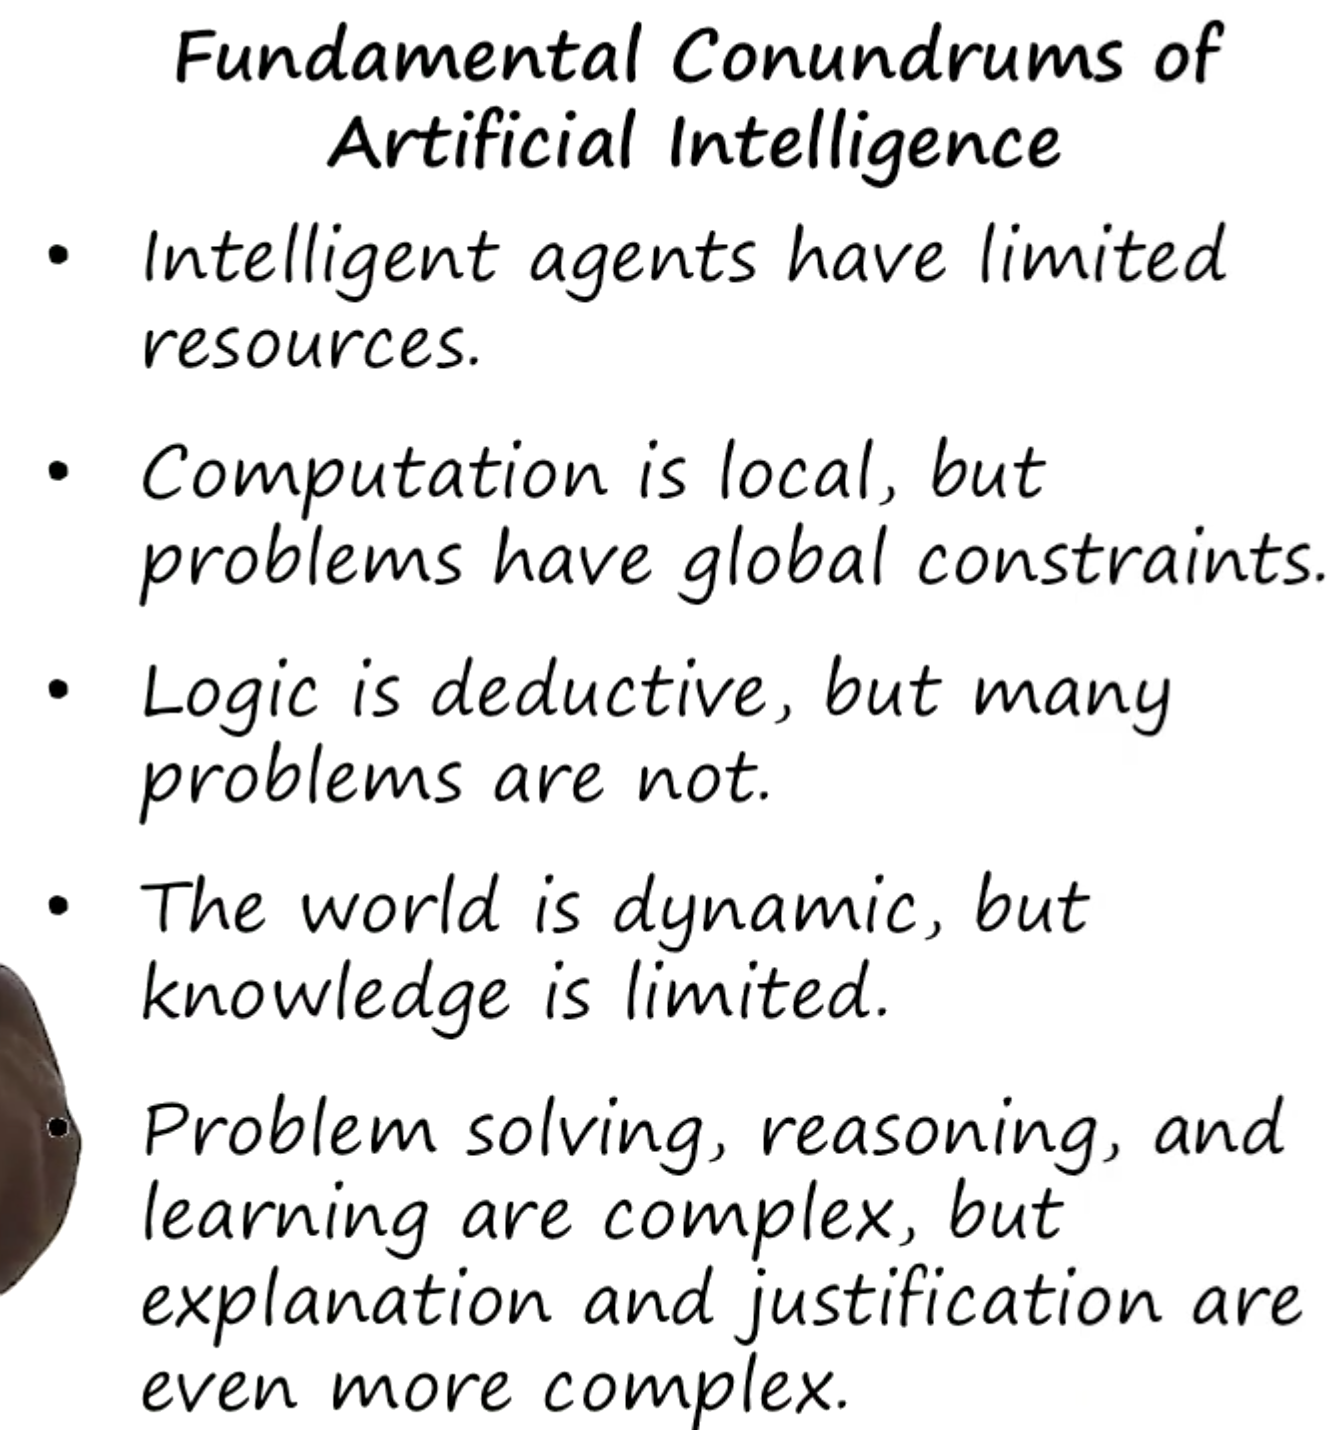 Fundamental Conundrums of
Artificial Intelligence
• Intelligent agents have limited
resources.
• Computation is local, but
problems have global constraints.
• Logic is deductive, but many
problems are not.
• The world is dynamic, but
knowledge is limited.
• Problem solving, reasoning, and
learning are complex, but
explanation and justification are
even more complex.